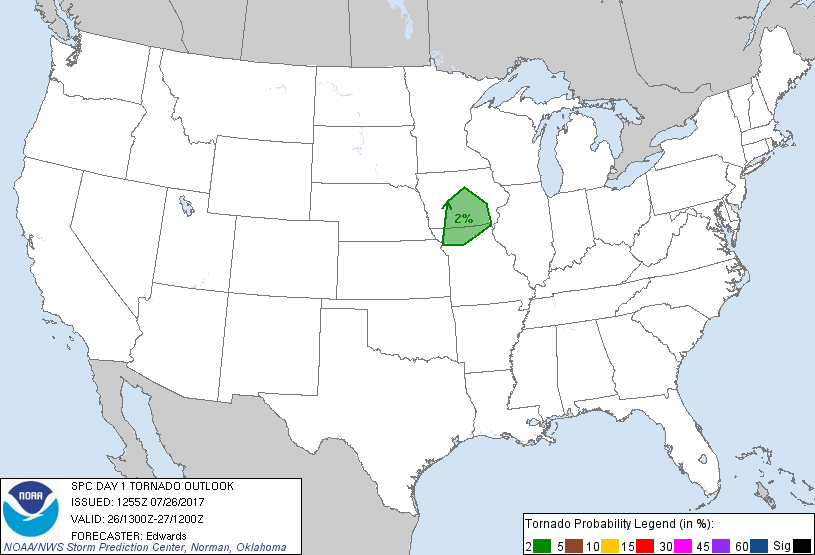 2%
NOAA
SPC DAY 1 TORNADO OUTLOOK
ISSUED: 1255Z 07/26/2017
VALID: 26/1300Z-27/1200Z
FORECASTER: Edwards
NOAA/NWS Storm Prediction Center, Norman, Oklahoma
Tornado Probability Legend (in %):
2 5 10 15 30 45 60 Sig